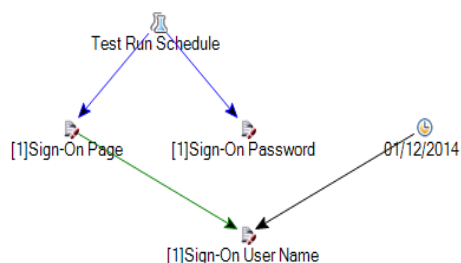 Test Run Schedule
[1]Sign-On Page
[1]Sign-On Password
01/12/2014
[1]Sign-On User Name